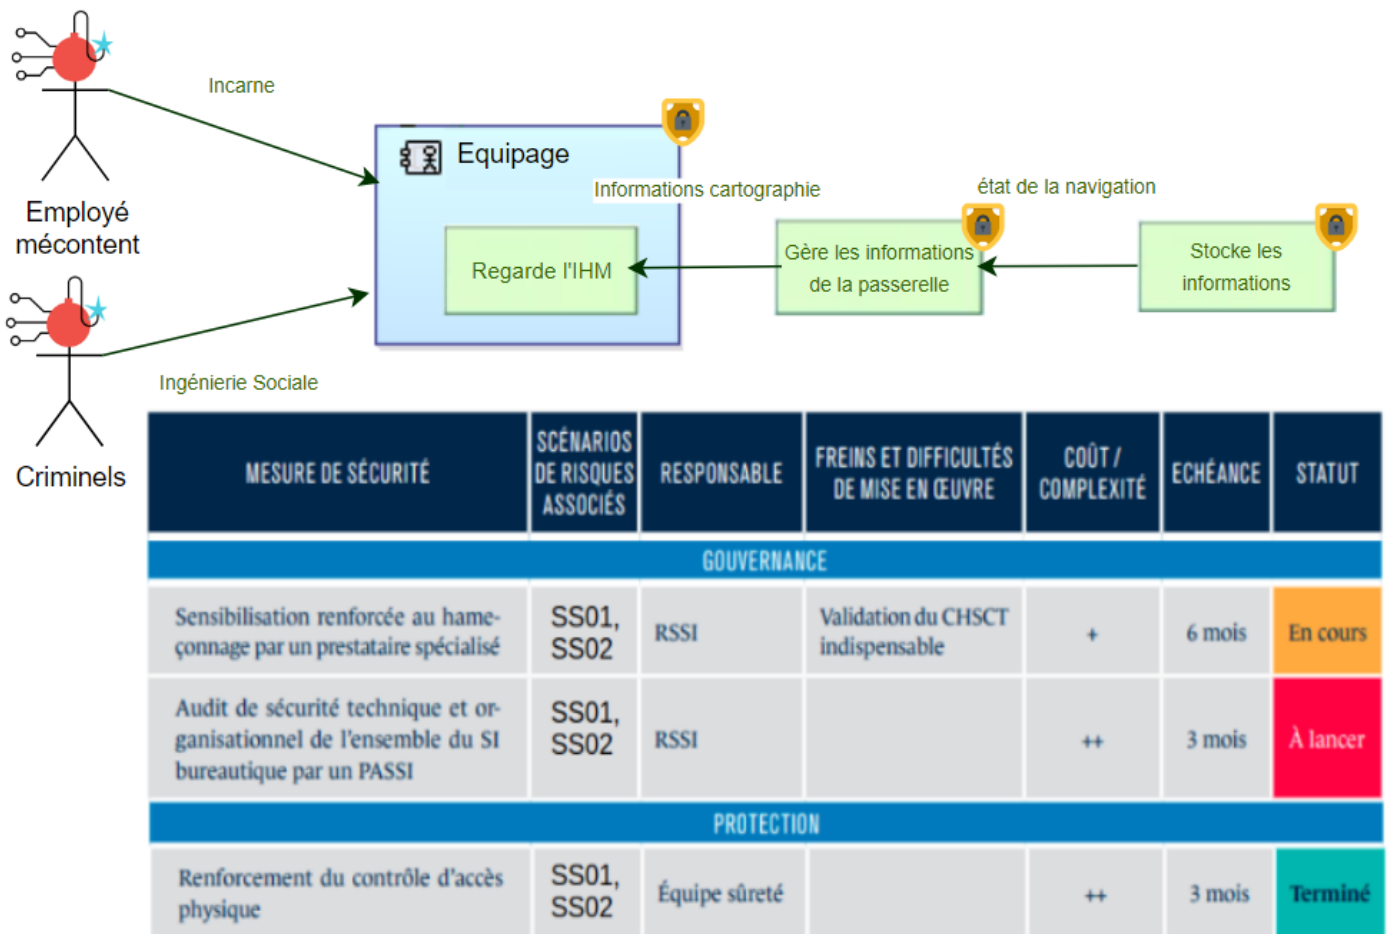 Incarne
Equipage
Informations cartographie
état de la navigation
Employé
mécontent
Regarde l'IHM
Gère les informations
de la passerelle
Stocke les
informations
Ingénierie Sociale
Criminels
MESURE DE SÉCURITÉ
SCÉNARIOS
DE RISQUES
ASSOCIÉS
RESPONSABLE
FREINS ET DIFFICULTÉS
DE MISE EN ŒUVRE
COÛT /
COMPLEXITÉ
ECHÉANCE
STATUT
GOUVERNANCE
Sensibilisation renforcée au hame-
çonnage par un prestataire spécialisé
SS01,
SS02
RSSI
Validation du CHSCT
indispensable
+
6 mois
En cours
Audit de sécurité technique et or-
ganisationnel de l'ensemble du SI
bureautique par un PASSI
SS01,
SS02
RSSI
++
3 mois
À lancer
PROTECTION
Renforcement du contrôle d'accès
physique
SS01,
SS02
Équipe sûreté
++
3 mois
Terminé